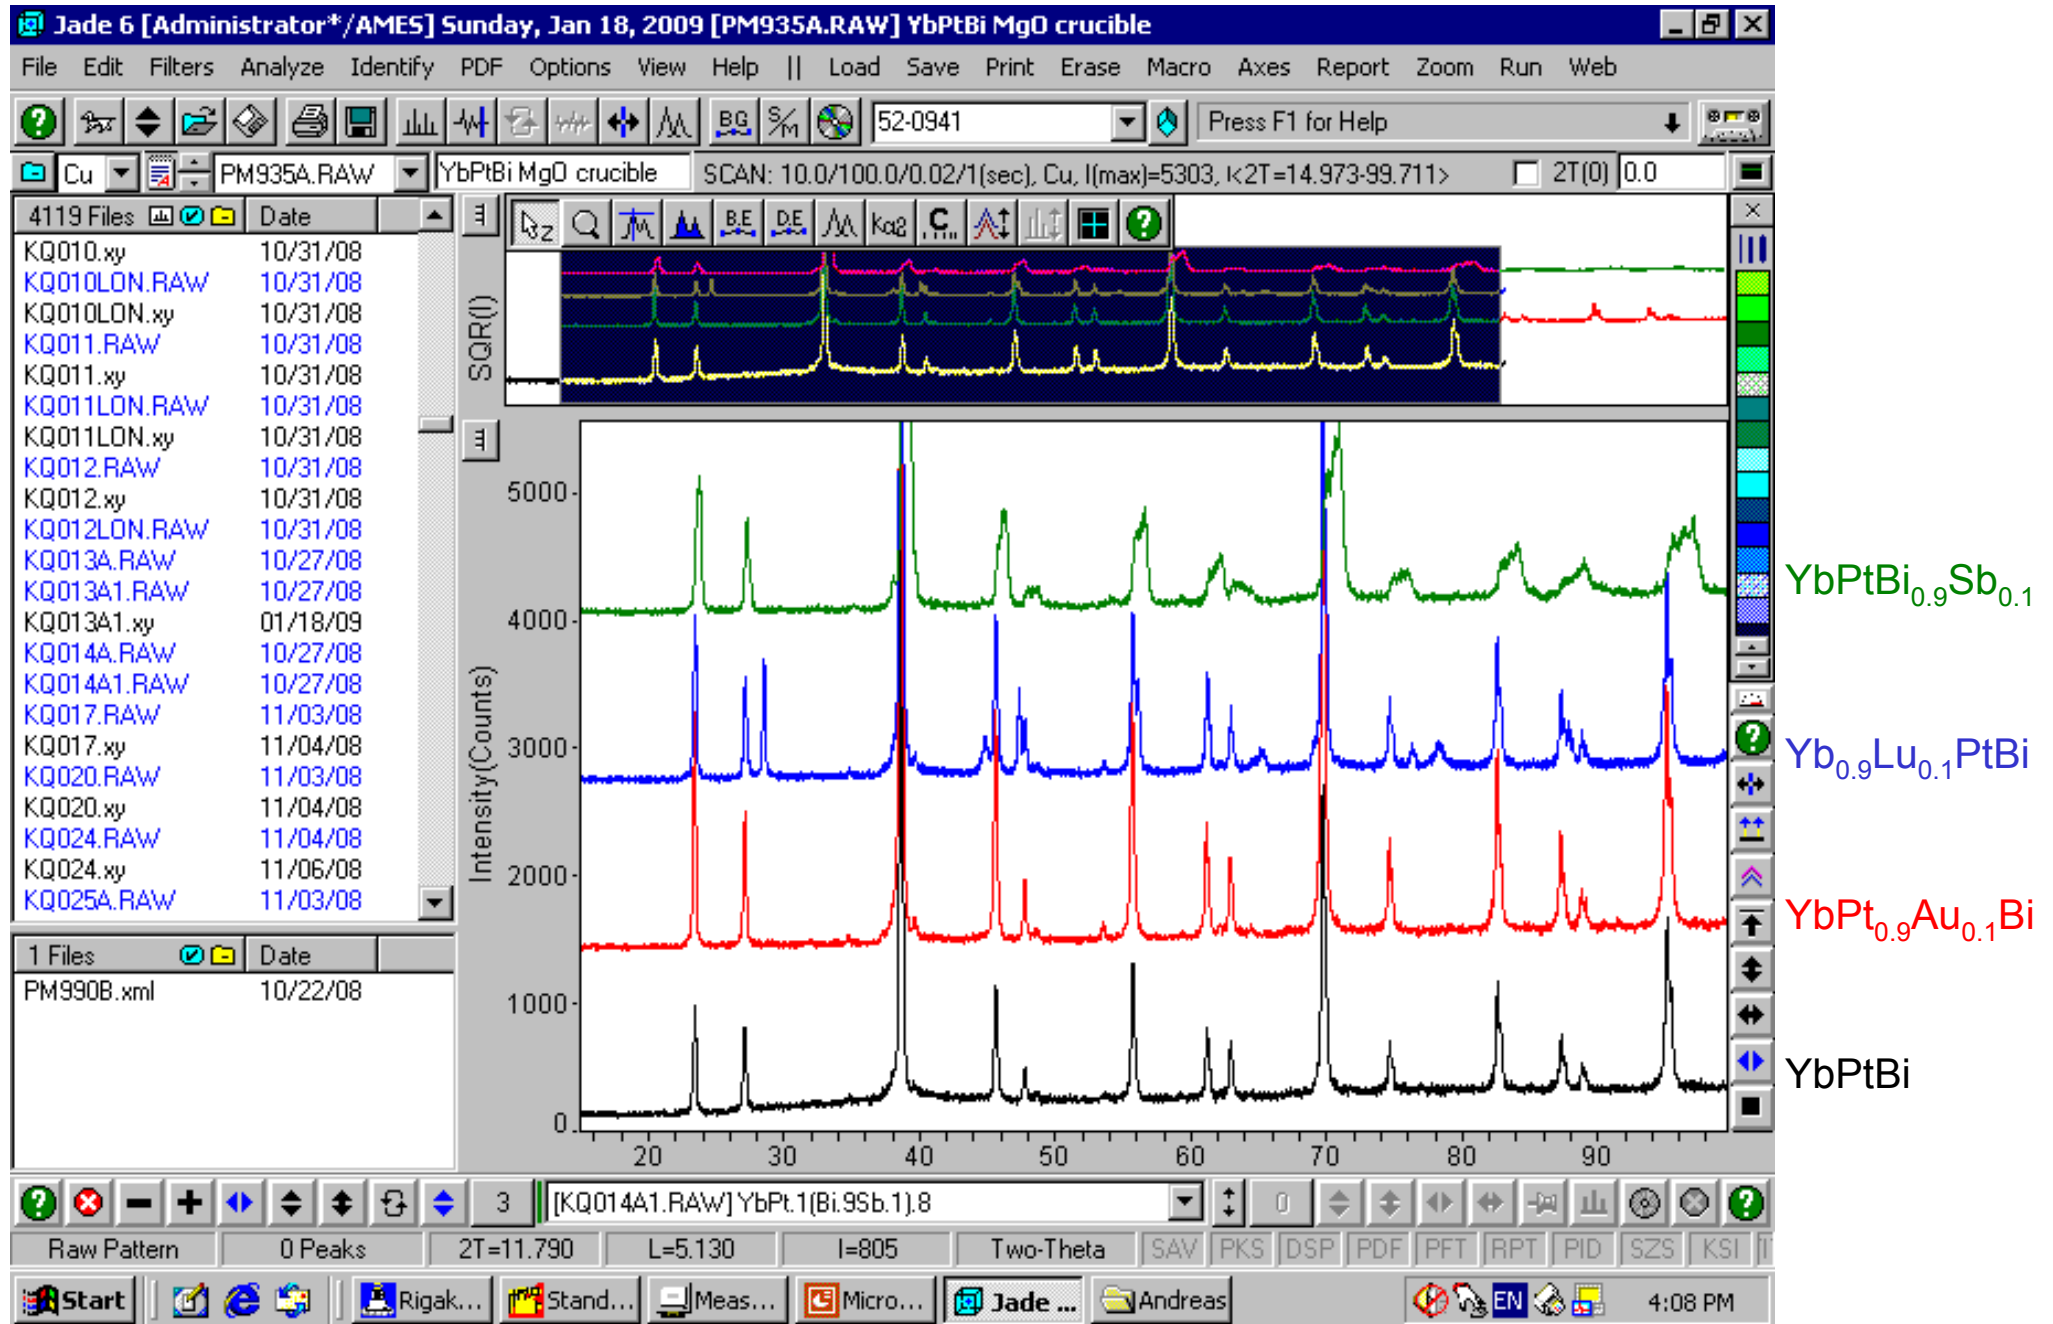 Jade 6 [Administrator*/AMES] Sunday, Jan 18, 2009 [PM935A.RAW] YbPtBi MgO crucible
File Edit Filters Analyze Identify PDF Options View Help || Load Save Print Erase Macro Axes Report Zoom Run Web
BG S/M 52-0941 Press F1 for Help
Cu PM935A.RAW YbPtBi MgO crucible SCAN: 10.0/100.0/0.02/1(sec), Cu, I(max)=5303, I<2T=14.973-99.711> 2T(0) 0.0
4119 Files Date
KQ010.xy 10/31/08
KQ010LON.RAW 10/31/08
KQ010LON.xy 10/31/08
KQ011.RAW 10/31/08
KQ011.xy 10/31/08
KQ011LON.RAW 10/31/08
KQ011LON.xy 10/31/08
KQ012.RAW 10/31/08
KQ012.xy 10/31/08
KQ012LON.RAW 10/31/08
KQ013A.RAW 10/27/08
KQ013A1.RAW 10/27/08
KQ013A1.xy 01/18/09
KQ014A.RAW 10/27/08
KQ014A1.RAW 10/27/08
KQ017.RAW 11/03/08
KQ017.xy 11/04/08
KQ020.RAW 11/03/08
KQ020.xy 11/04/08
KQ024.RAW 11/04/08
KQ024.xy 11/06/08
KQ025A.RAW 11/03/08
1 Files Date
PM990B.xml 10/22/08
Z B.E. D.E. Kα2 C
SQR(I)
Intensity(Counts)
5000
4000
3000
2000
1000
0
20 30 40 50 60 70 80 90
YbPtBi0.9Sb0.1
Yb0.9Lu0.1PtBi
YbPt0.9Au0.1Bi
YbPtBi
3 [KQ014A1.RAW] YbPt.1(Bi.9Sb.1).8 0
Raw Pattern 0 Peaks 2T=11.790 L=5.130 I=805 Two-Theta SAV PKS DSP PDF PFT RPT PID SZS KSI
Start Rigak... Stand... Meas... Micro... Jade ... Andreas EN 4:08 PM